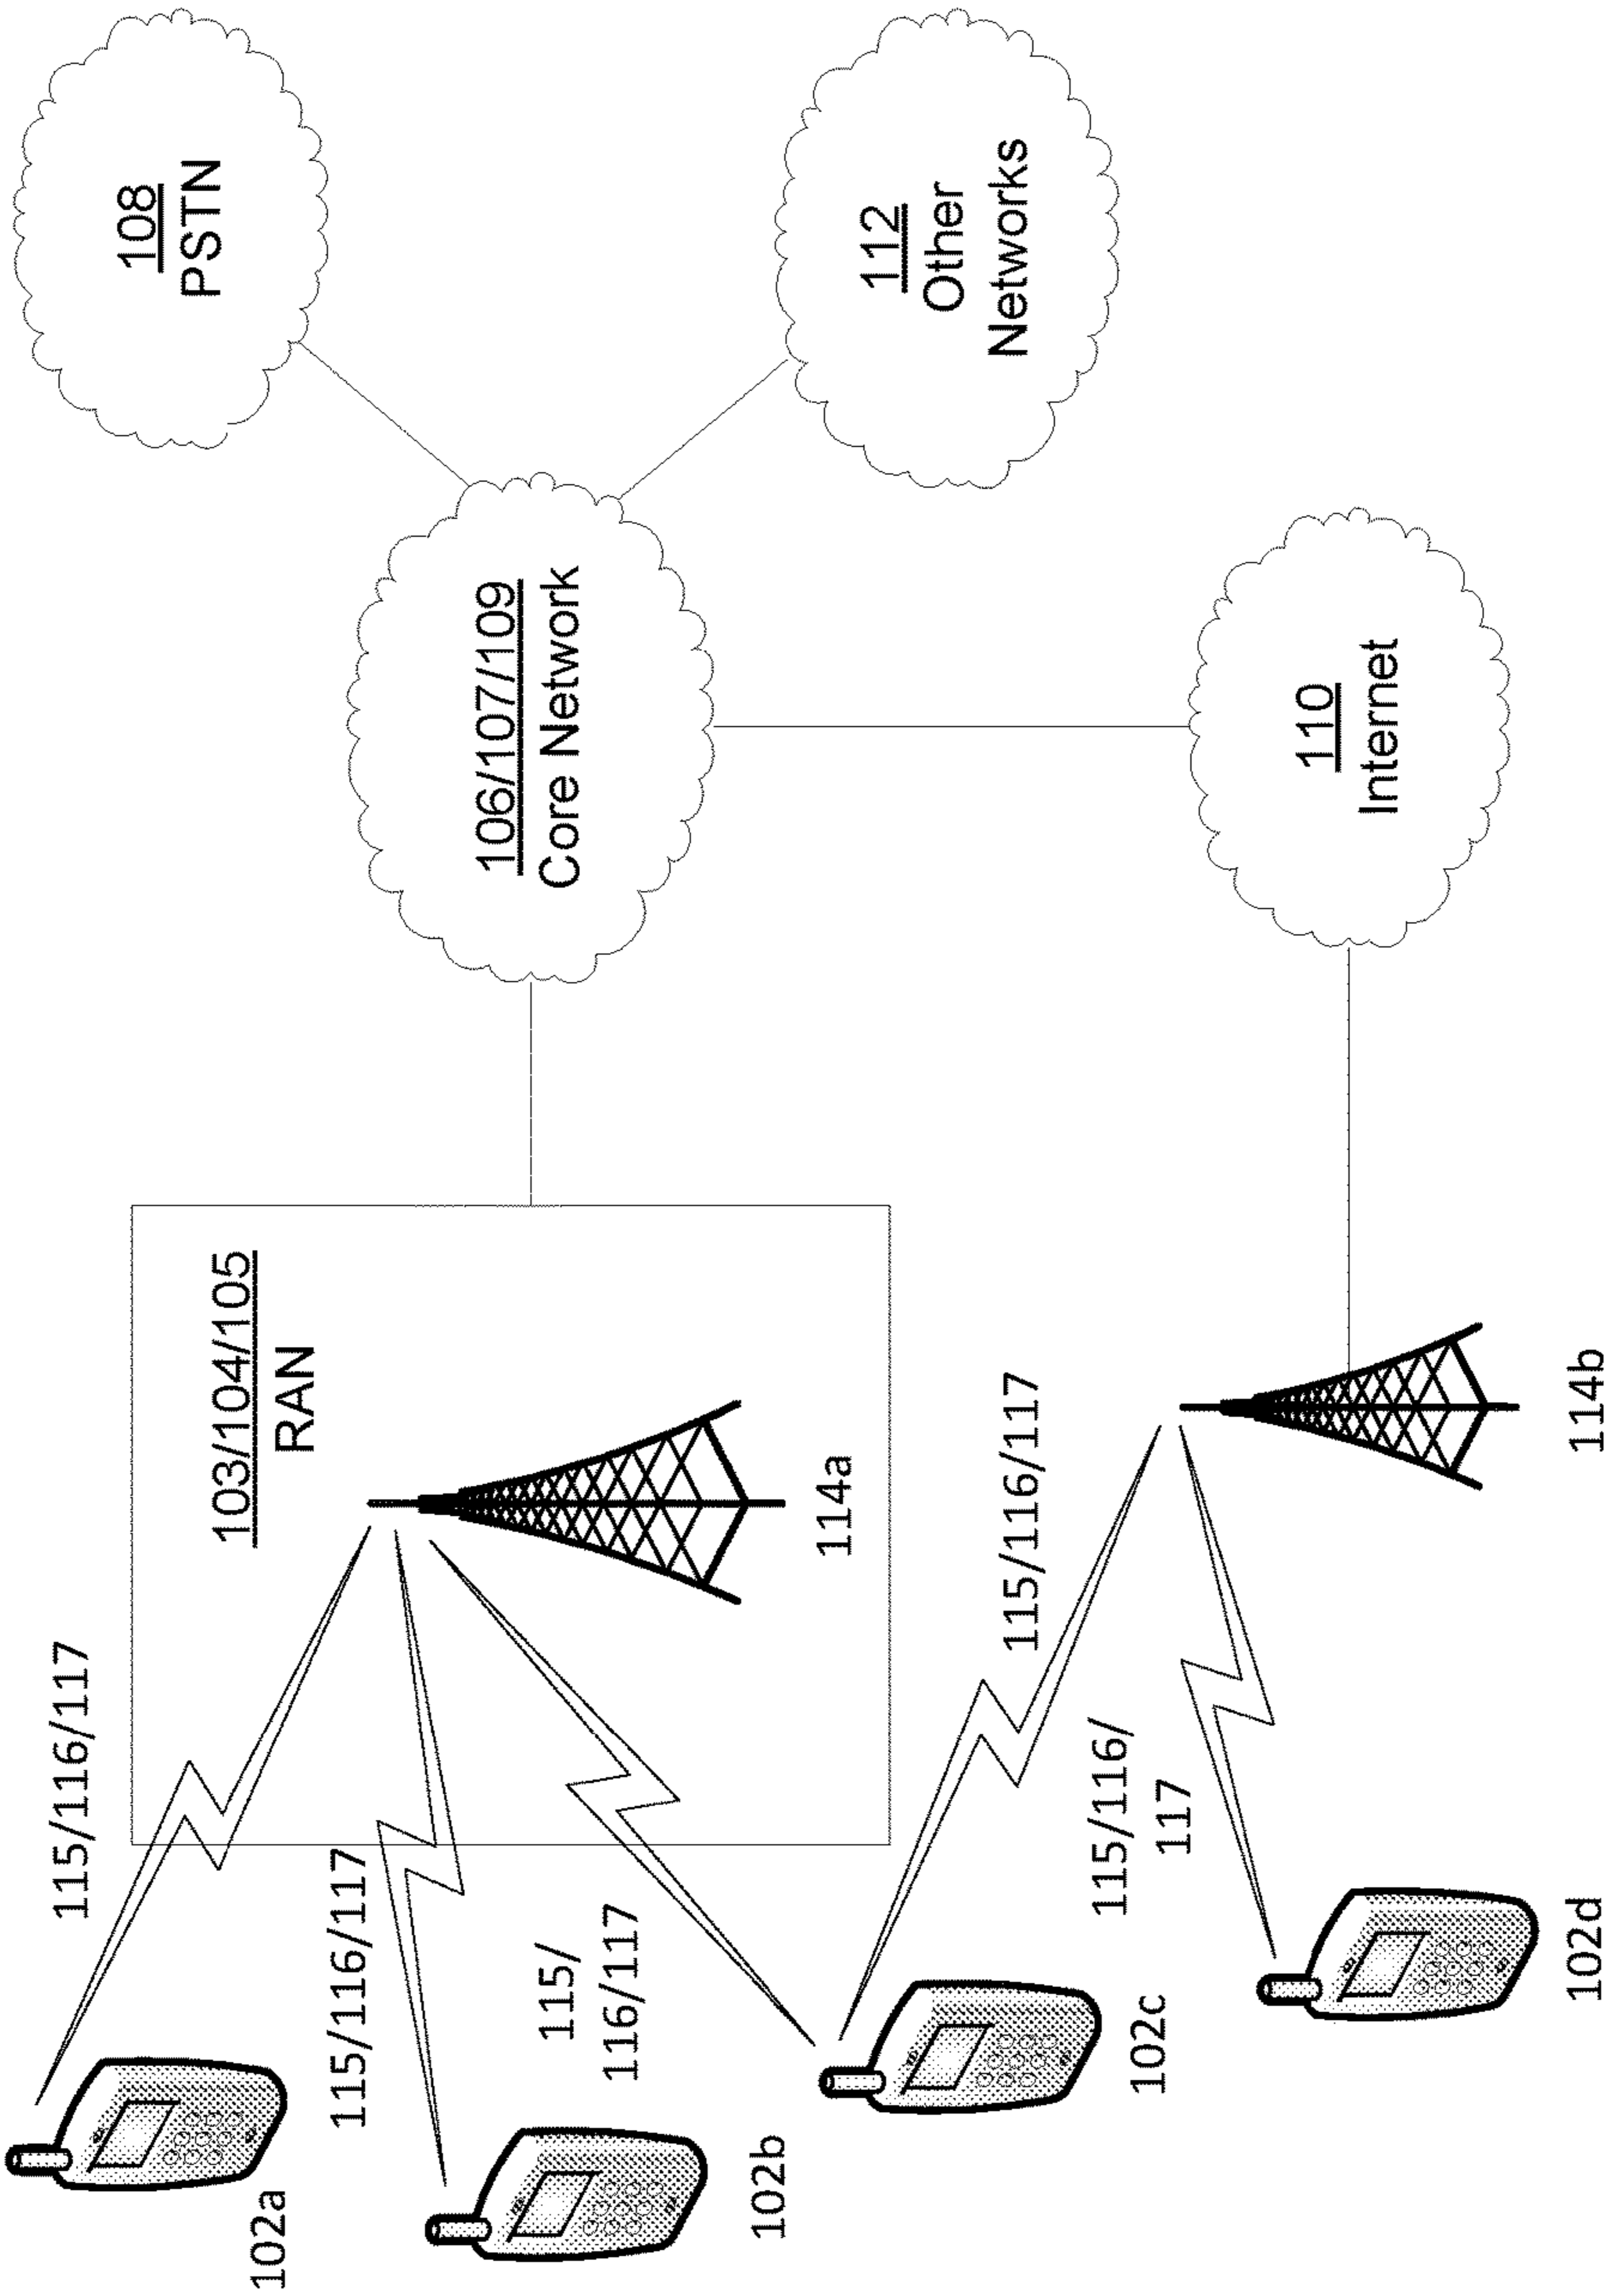 115/116/117
102a
115/116/117
102b
115/
116/117
102c
103/104/105
RAN
114a
115/116/117
115/116/
117
102d
114b
106/107/109
Core Network
108
PSTN
112
Other
Networks
110
Internet